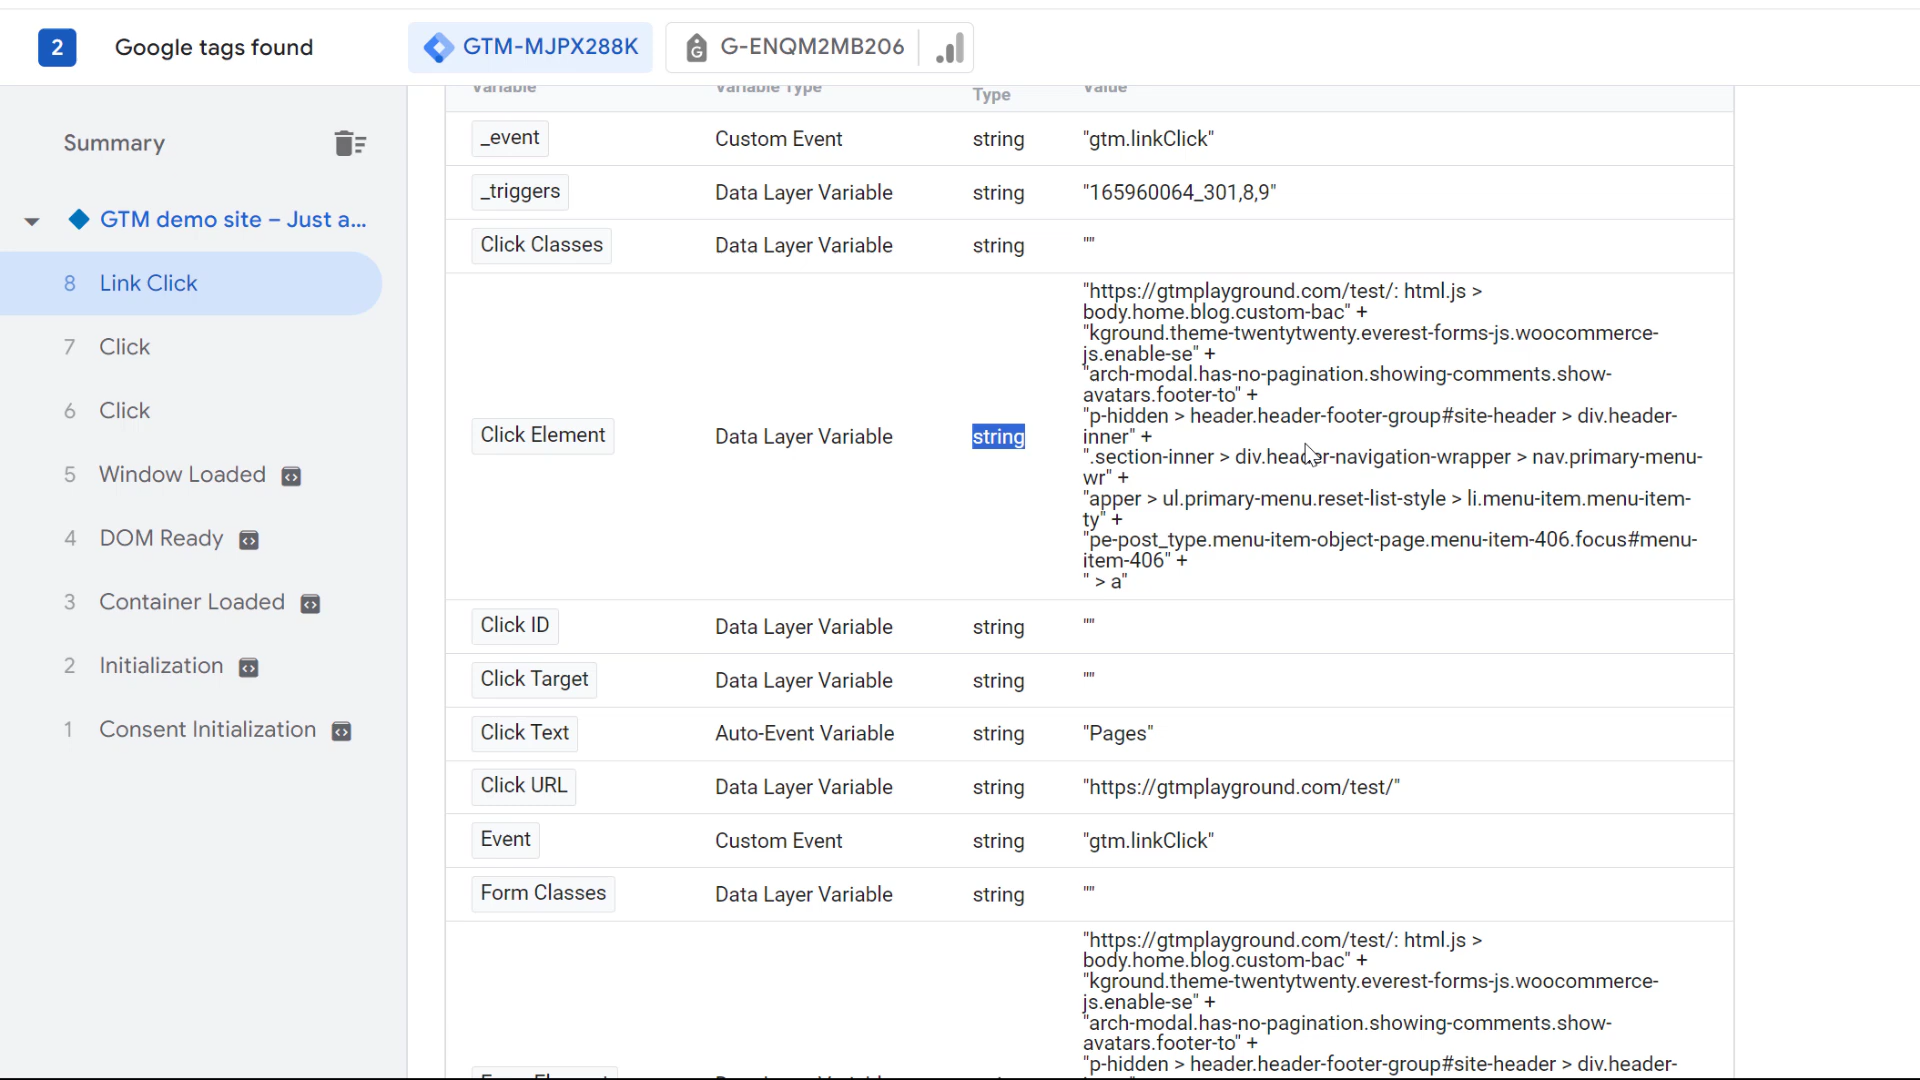 2 Google tags found GTM-MJPX288K G-ENQM2MB206
Variable Variable Type Type Value
Summary
GTM demo site – Just a...
8 Link Click
7 Click
6 Click
5 Window Loaded
4 DOM Ready
3 Container Loaded
2 Initialization
1 Consent Initialization
_event Custom Event string "gtm.linkClick"
_triggers Data Layer Variable string "165960064_301,8,9"
Click Classes Data Layer Variable string ""
Click Element Data Layer Variable string
"https://gtmplayground.com/test/: html.js >
body.home.blog.custom-bac" +
"kground.theme-twentytwenty.everest-forms-js.woocommerce-
js.enable-se" +
"arch-modal.has-no-pagination.showing-comments.show-
avatars.footer-to" +
"p-hidden > header.header-footer-group#site-header > div.header-
inner" +
".section-inner > div.header-navigation-wrapper > nav.primary-menu-
wr" +
"apper > ul.primary-menu.reset-list-style > li.menu-item.menu-item-
ty" +
"pe-post_type.menu-item-object-page.menu-item-406.focus#menu-
item-406" +
" > a"
Click ID Data Layer Variable string ""
Click Target Data Layer Variable string ""
Click Text Auto-Event Variable string "Pages"
Click URL Data Layer Variable string "https://gtmplayground.com/test/"
Event Custom Event string "gtm.linkClick"
Form Classes Data Layer Variable string ""
"https://gtmplayground.com/test/: html.js >
body.home.blog.custom-bac" +
"kground.theme-twentytwenty.everest-forms-js.woocommerce-
js.enable-se" +
"arch-modal.has-no-pagination.showing-comments.show-
avatars.footer-to" +
"p-hidden > header.header-footer-group#site-header > div.header-